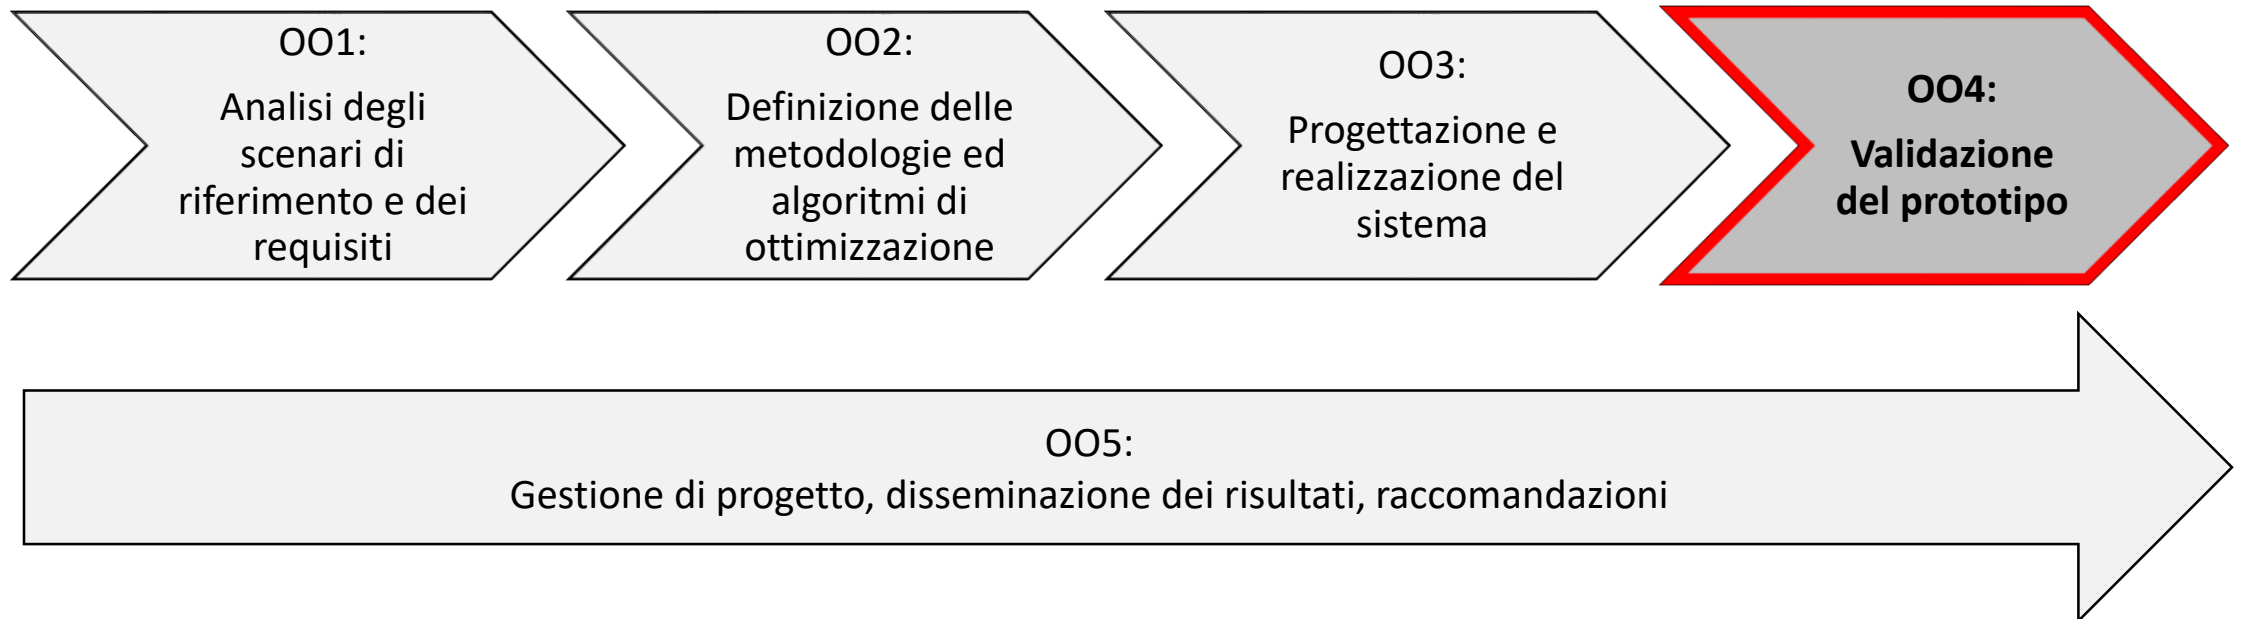 OO1:
Analisi degli
scenari di
riferimento e dei
requisiti
OO2:
Definizione delle
metodologie ed
algoritmi di
ottimizzazione
OO3:
Progettazione e
realizzazione del
sistema
OO4:
Validazione
del prototipo
OO5:
Gestione di progetto, disseminazione dei risultati, raccomandazioni